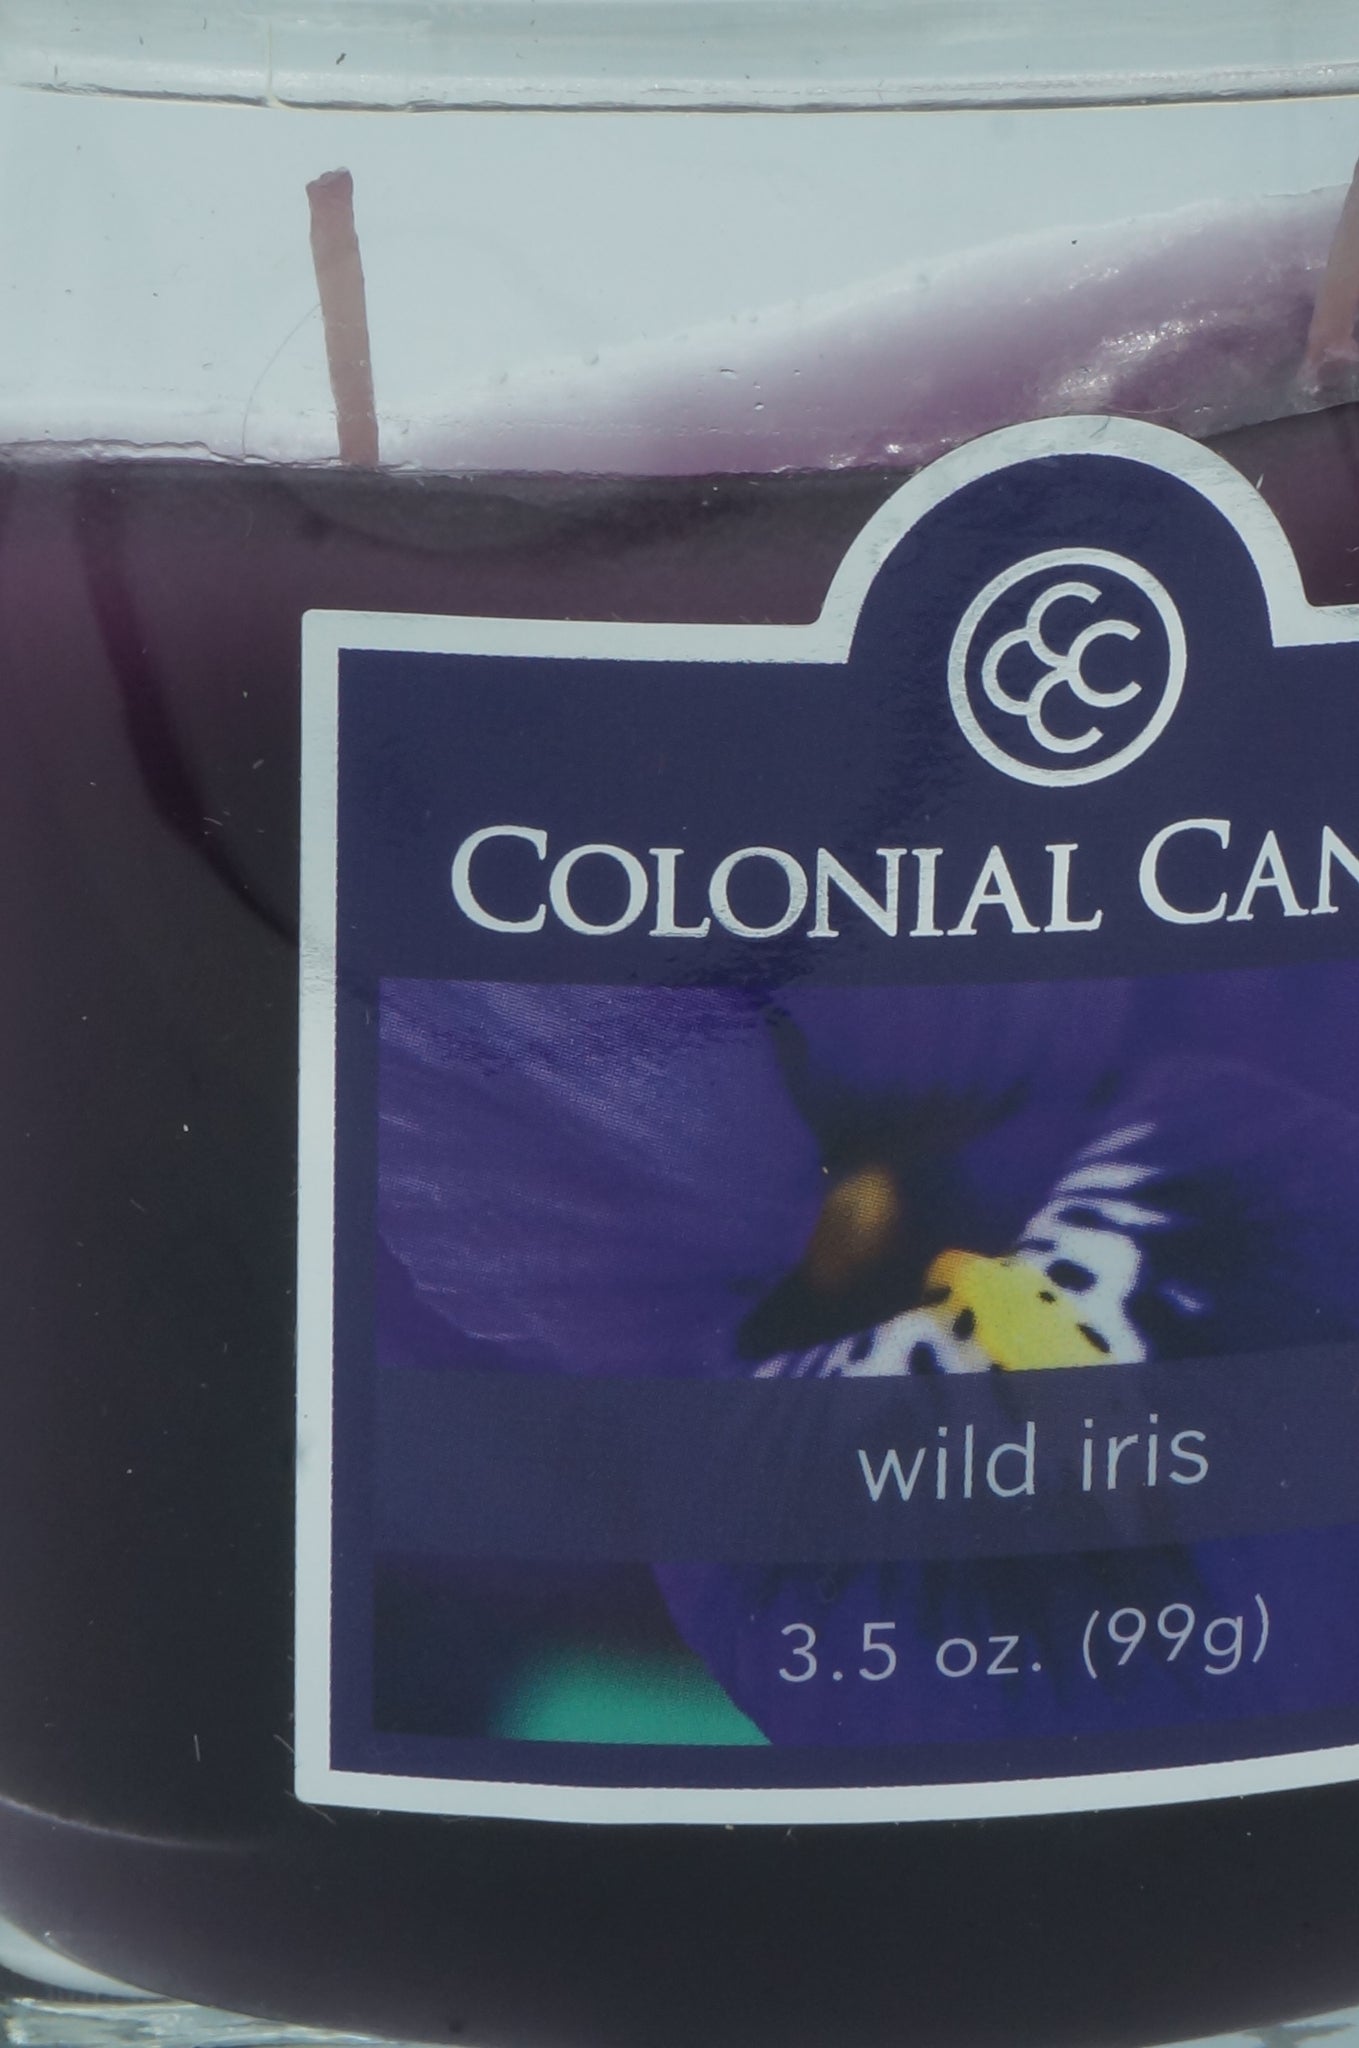 COLONIAL CAN
wild iris
3.5 oz. (99g)